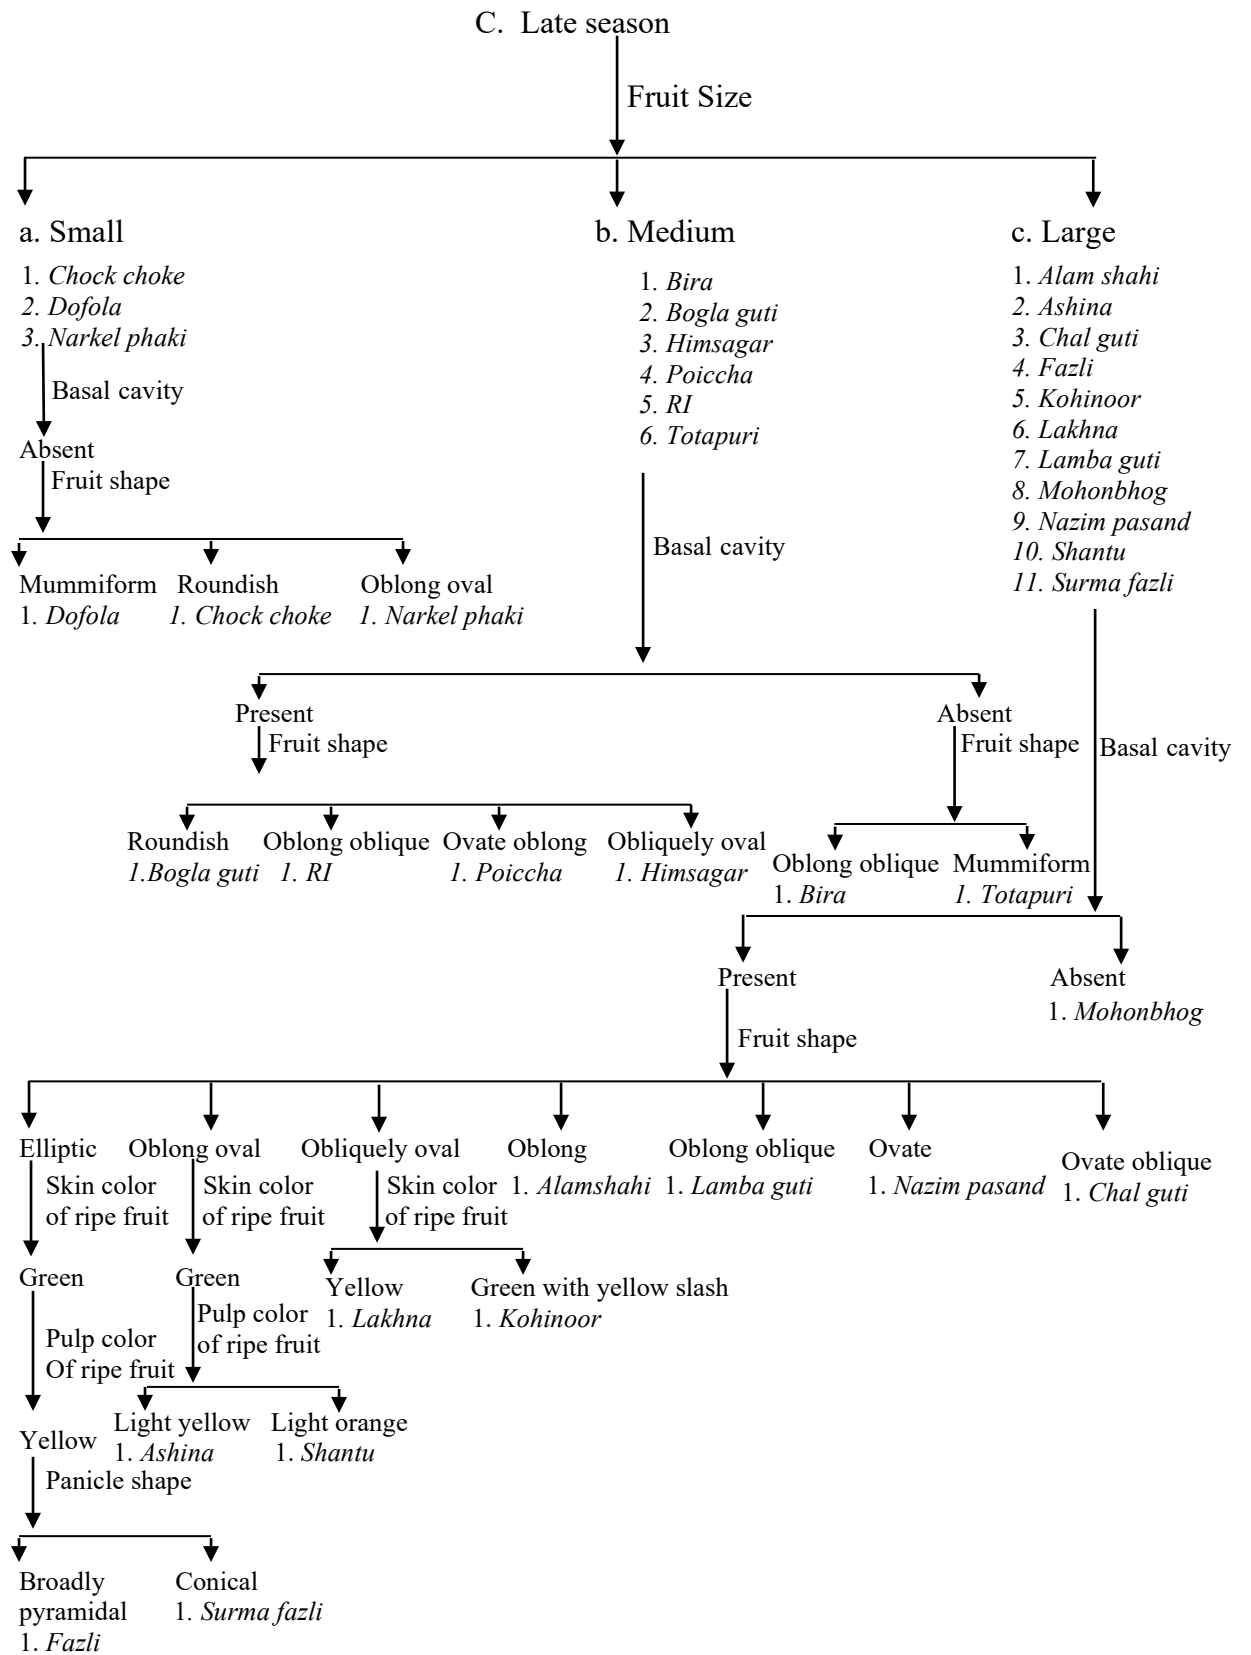 C. Late season
Fruit Size
a. Small
1. Chock choke
2. Dofola
3. Narkel phaki
Basal cavity
Absent
Fruit shape
Mummiform
1. Dofola
Roundish
1. Chock choke
Oblong oval
1. Narkel phaki
b. Medium
1. Bira
2. Bogla guti
3. Himsagar
4. Poiccha
5. RI
6. Totapuri
Basal cavity
Present
Fruit shape
Roundish
1.Bogla guti
Oblong oblique
1. RI
Ovate oblong
1. Poiccha
Obliquely oval
1. Himsagar
Absent
Fruit shape
Oblong oblique
1. Bira
Mummiform
1. Totapuri
c. Large
1. Alam shahi
2. Ashina
3. Chal guti
4. Fazli
5. Kohinoor
6. Lakhna
7. Lamba guti
8. Mohonbhog
9. Nazim pasand
10. Shantu
11. Surma fazli
Basal cavity
Present
Fruit shape
Absent
1. Mohonbhog
Elliptic
Skin color
of ripe fruit
Green
Pulp color
Of ripe fruit
Yellow
Panicle shape
Broadly
pyramidal
1. Fazli
Conical
1. Surma fazli
Oblong oval
Skin color
of ripe fruit
Green
Pulp color
of ripe fruit
Light yellow
1. Ashina
Light orange
1. Shantu
Obliquely oval
Skin color
of ripe fruit
Yellow
1. Lakhna
Green with yellow slash
1. Kohinoor
Oblong
1. Alamshahi
Oblong oblique
1. Lamba guti
Ovate
1. Nazim pasand
Ovate oblique
1. Chal guti